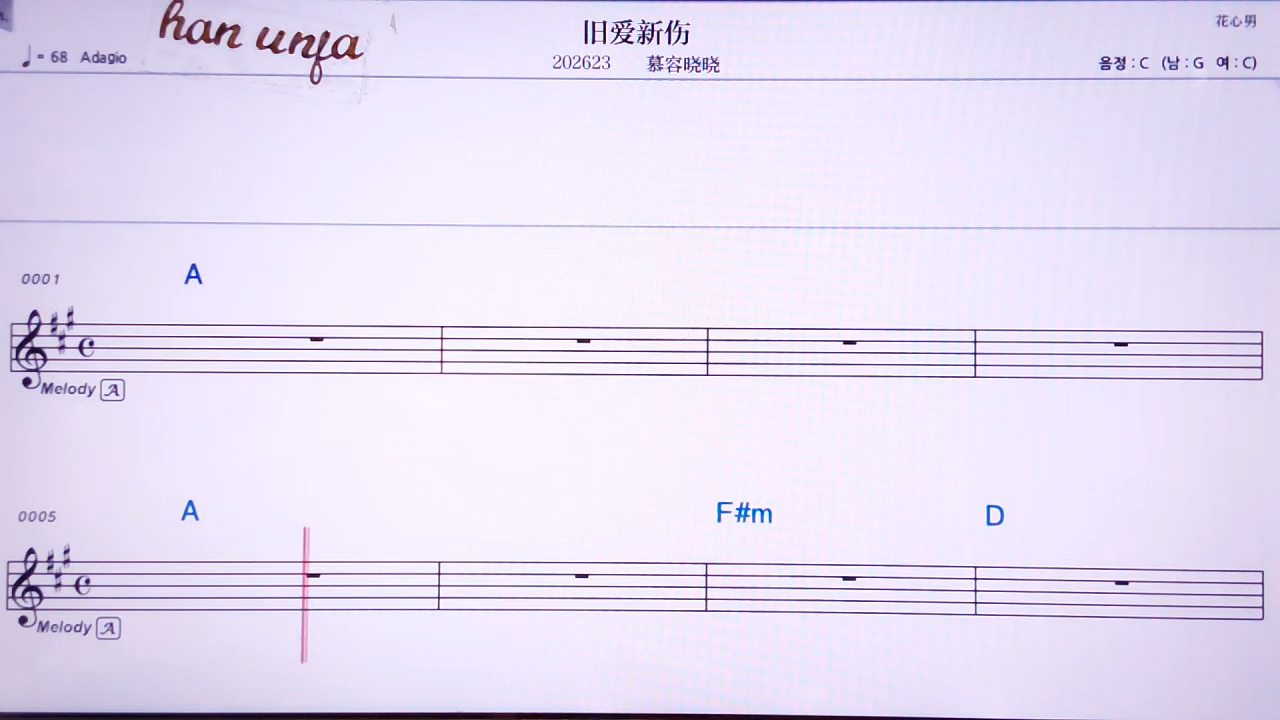 han unja
旧爱新伤
花心男
♩= 68 Adagio
202623 慕容晓晓
음정 : C (남 : G 여 : C)
0001
A
Melody A
0005
A F#m D
Melody A